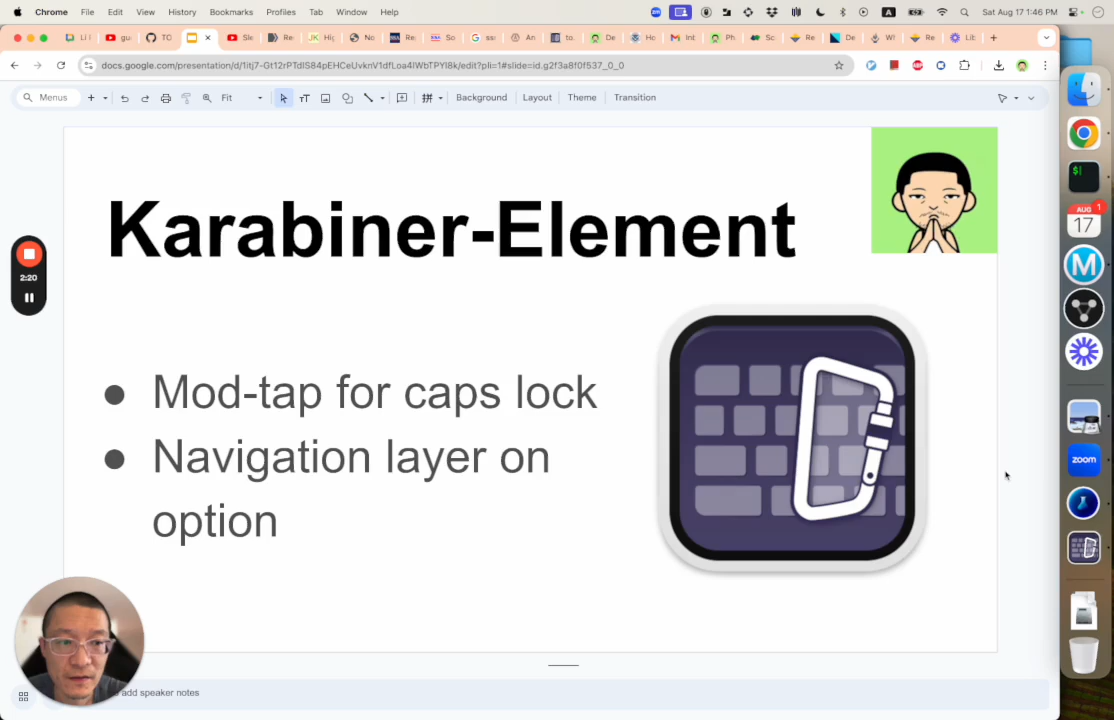 Chrome File Edit View History Bookmarks Profiles Tab Window Help
Sat Aug 17 1:46 PM
docs.google.com/presentation/d/1itj7-Gt12rP1dlS84pEHCeUvknV1dfLoa4lWbTPYl8k/edit?pli=1#slide=id.g2f3a8f0f537_0_0
Menus
Fit
Background Layout Theme Transition
Karabiner-Element
AUG
17
1
2:20
Mod-tap for caps lock
Navigation layer on
option
zoom
add speaker notes